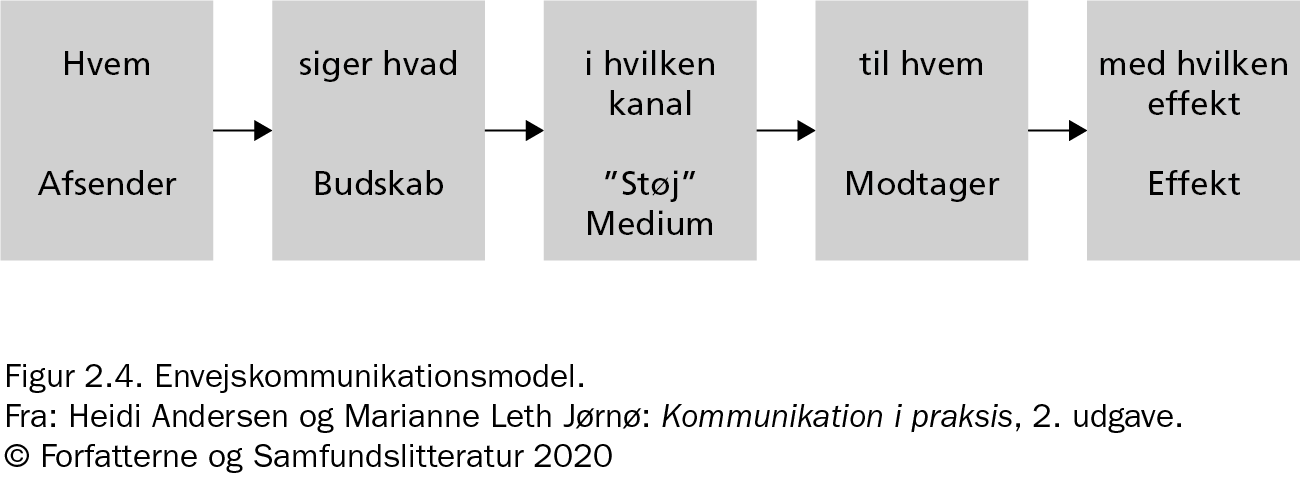 Hvem
Afsender
siger hvad
Budskab
i hvilken
kanal
”Støj”
Medium
til hvem
Modtager
med hvilken
effekt
Effekt
Figur 2.4. Envejskommunikationsmodel.
Fra: Heidi Andersen og Marianne Leth Jørnø: Kommunikation i praksis, 2. udgave.
© Forfatterne og Samfundslitteratur 2020